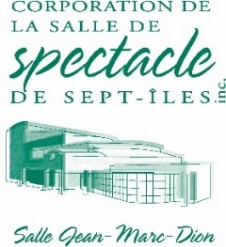 CORPORATION DE
LA SALLE DE
spectacle
DE SEPT-ÎLES inc.
Salle Jean-Marc-Dion